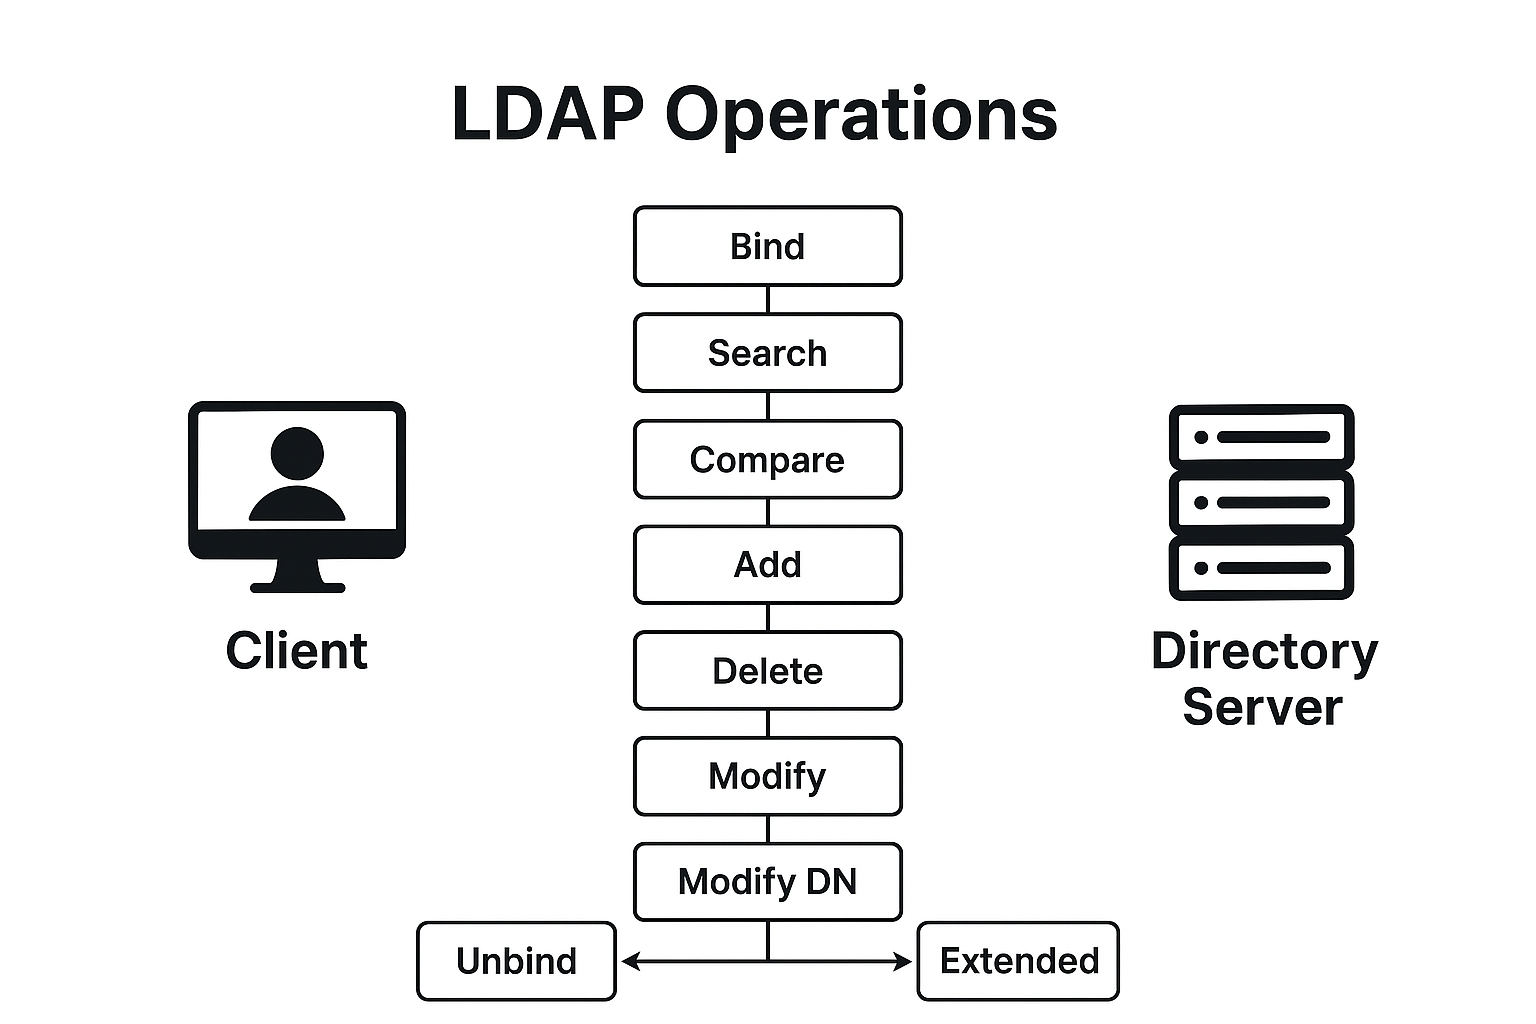 LDAP Operations
Bind
Search
Compare
Add
Delete
Modify
Modify DN
Unbind
Extended
Client
Directory
Server